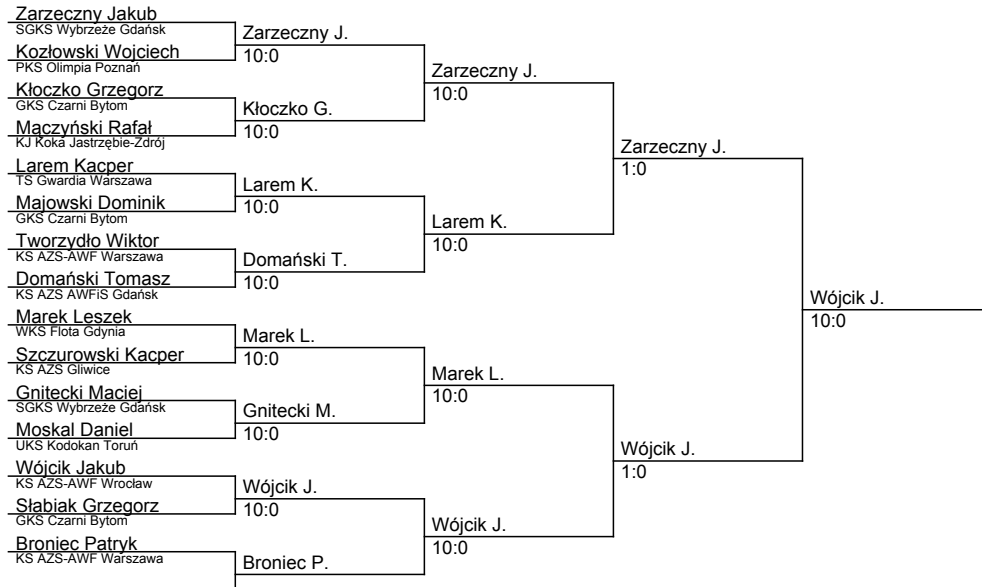 Zarzeczny Jakub
SGKS Wybrzeże Gdańsk
Kozłowski Wojciech
PKS Olimpia Poznań
Kłoczko Grzegorz
GKS Czarni Bytom
Mączyński Rafał
KJ Koka Jastrzębie-Zdrój
Larem Kacper
TS Gwardia Warszawa
Majowski Dominik
GKS Czarni Bytom
Tworzydło Wiktor
KS AZS-AWF Warszawa
Domański Tomasz
KS AZS AWFiS Gdańsk
Marek Leszek
WKS Flota Gdynia
Szczurowski Kacper
KS AZS Gliwice
Gnitecki Maciej
SGKS Wybrzeże Gdańsk
Moskal Daniel
UKS Kodokan Toruń
Wójcik Jakub
KS AZS-AWF Wrocław
Słabiak Grzegorz
GKS Czarni Bytom
Broniec Patryk
KS AZS-AWF Warszawa
Zarzeczny J.
10:0
Kłoczko G.
10:0
Larem K.
10:0
Domański T.
10:0
Marek L.
10:0
Gnitecki M.
10:0
Wójcik J.
10:0
Broniec P.
Zarzeczny J.
10:0
Larem K.
10:0
Marek L.
10:0
Wójcik J.
10:0
Zarzeczny J.
1:0
Wójcik J.
1:0
Wójcik J.
10:0